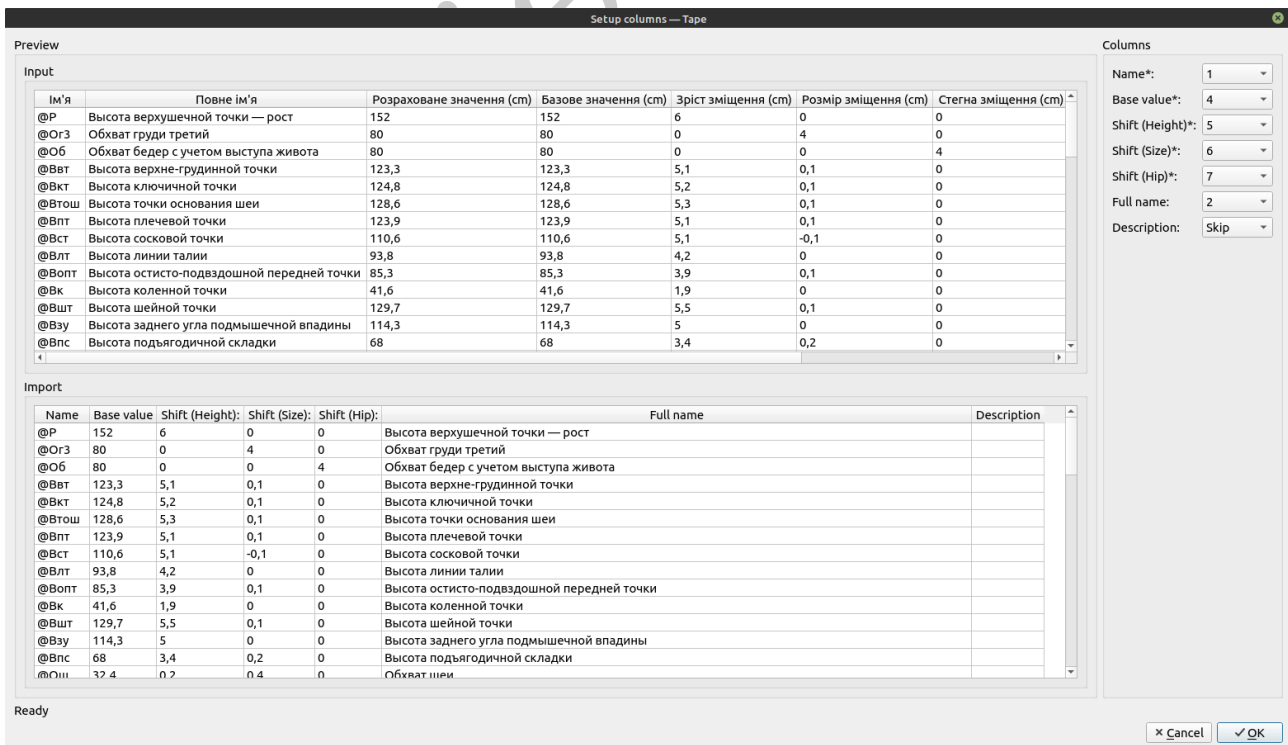 Setup columns — Tape
Preview
Input
Ім'я Повне ім'я Розраховане значення (cm) Базове значення (cm) Зріст зміщення (cm) Розмір зміщення (cm) Стегна зміщення (cm)
@Р Высота верхушечной точки — рост 152 152 6 0 0
@Ог3 Обхват груди третий 80 80 0 4 0
@Об Обхват бедер с учетом выступа живота 80 80 0 0 4
@Ввт Высота верхне-грудинной точки 123,3 123,3 5,1 0,1 0
@Вкт Высота ключичной точки 124,8 124,8 5,2 0,1 0
@Втош Высота точки основания шеи 128,6 128,6 5,3 0,1 0
@Впт Высота плечевой точки 123,9 123,9 5,1 0,1 0
@Вст Высота сосковой точки 110,6 110,6 5,1 -0,1 0
@Влт Высота линии талии 93,8 93,8 4,2 0 0
@Вопт Высота остисто-подвздошной передней точки 85,3 85,3 3,9 0,1 0
@Вк Высота коленной точки 41,6 41,6 1,9 0 0
@Вшт Высота шейной точки 129,7 129,7 5,5 0,1 0
@Взу Высота заднего угла подмышечной впадины 114,3 114,3 5 0 0
@Впс Высота подъягодичной складки 68 68 3,4 0,2 0
Import
Name Base value Shift (Height): Shift (Size): Shift (Hip): Full name Description
@Р 152 6 0 0 Высота верхушечной точки — рост
@Ог3 80 0 4 0 Обхват груди третий
@Об 80 0 0 4 Обхват бедер с учетом выступа живота
@Ввт 123,3 5,1 0,1 0 Высота верхне-грудинной точки
@Вкт 124,8 5,2 0,1 0 Высота ключичной точки
@Втош 128,6 5,3 0,1 0 Высота точки основания шеи
@Впт 123,9 5,1 0,1 0 Высота плечевой точки
@Вст 110,6 5,1 -0,1 0 Высота сосковой точки
@Влт 93,8 4,2 0 0 Высота линии талии
@Вопт 85,3 3,9 0,1 0 Высота остисто-подвздошной передней точки
@Вк 41,6 1,9 0 0 Высота коленной точки
@Вшт 129,7 5,5 0,1 0 Высота шейной точки
@Взу 114,3 5 0 0 Высота заднего угла подмышечной впадины
@Впс 68 3,4 0,2 0 Высота подъягодичной складки
@Ош 32,4 0,2 0,4 0 Обхват шеи
Columns
Name*: 1
Base value*: 4
Shift (Height)*: 5
Shift (Size)*: 6
Shift (Hip)*: 7
Full name: 2
Description: Skip
Ready
Cancel OK